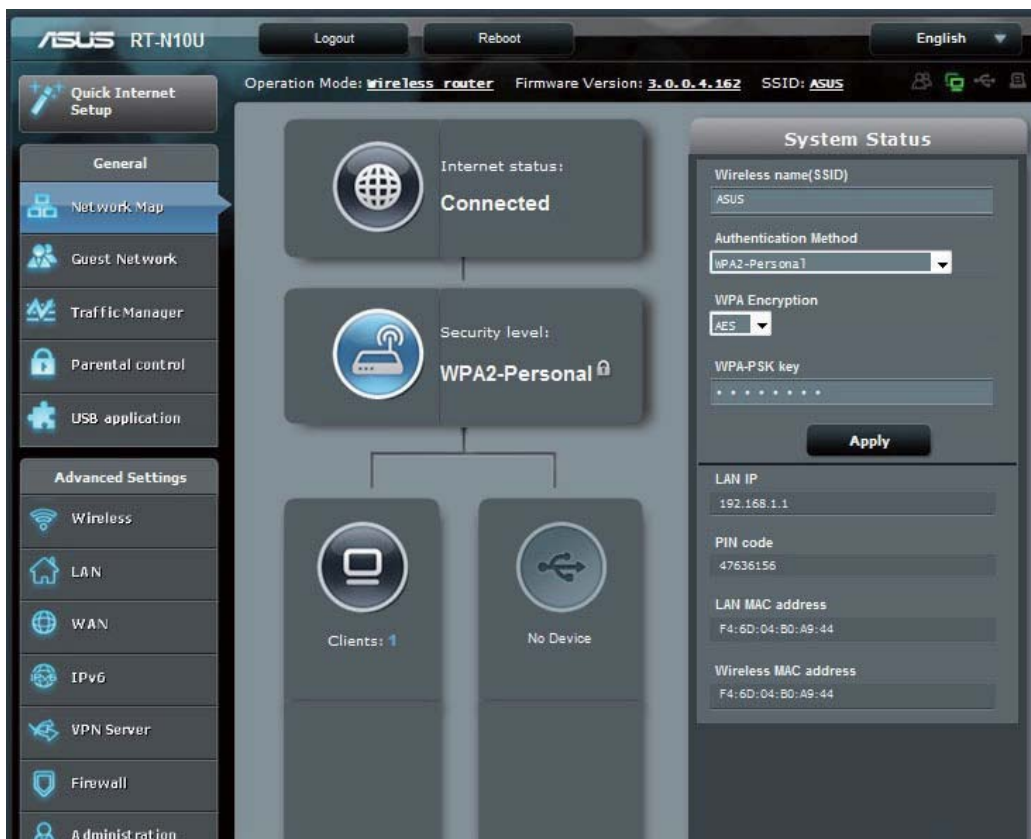 ASUS RT-N10U
Logout
Reboot
English
Quick Internet
Setup
Operation Mode: Wireless router Firmware Version: 3.0.0.4.162 SSID: ASUS
General
Network Map
Guest Network
Traffic Manager
Parental control
USB application
Advanced Settings
Wireless
LAN
WAN
IPv6
VPN Server
Firewall
Administration
Internet status:
Connected
Security level:
WPA2-Personal
Clients: 1
No Device
System Status
Wireless name(SSID)
ASUS
Authentication Method
WPA2-Personal
WPA Encryption
AES
WPA-PSK key
Apply
LAN IP
192.168.1.1
PIN code
47636156
LAN MAC address
F4:6D:04:B0:A9:44
Wireless MAC address
F4:6D:04:B0:A9:44